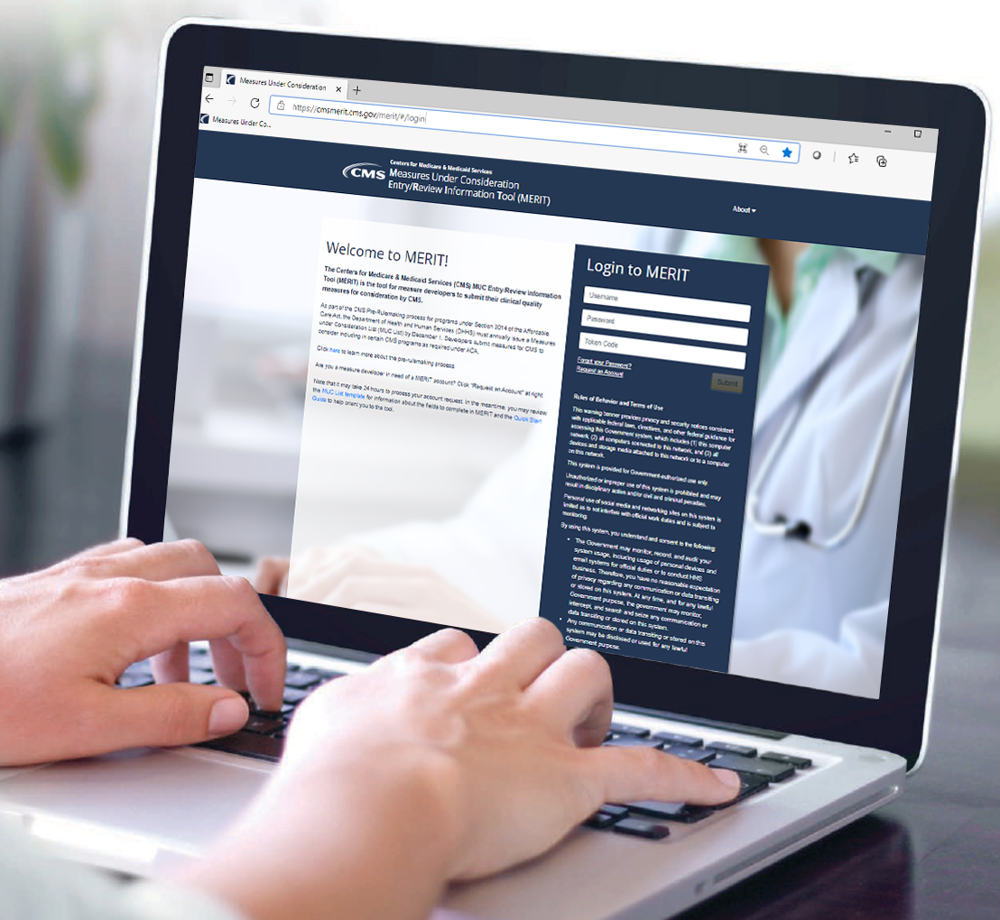 Measures Under Consideration
https://cmsmerit.cms.gov/merit/#/login
Measures Under Co...
CMS
Centers for Medicare & Medicaid Services
Measures Under Consideration
Entry/Review Information Tool (MERIT)
About
Welcome to MERIT!
The Centers for Medicare & Medicaid Services (CMS) MUC Entry/Review Information
Tool (MERIT) is the tool for measure developers to submit their clinical quality
measures for consideration by CMS.
As part of the CMS Pre-Rulemaking process for programs under Section 3014 of the Affordable
Care Act, the Department of Health and Human Services (DHHS) must annually issue a Measures
under Consideration List (MUC List) by December 1. Developers submit measures for CMS to
consider including in certain CMS programs as required under ACA.
Click here to learn more about the pre-rulemaking process.
Are you a measure developer in need of a MERIT account? Click "Request an Account" at right.
Note that it may take 24 hours to process your account request. In the meantime, you may review
the MUC List template for information about the fields to complete in MERIT and the Quick Start
Guide to help orient you to the tool.
Login to MERIT
Username
Password
Token Code
Forgot your Password?
Request an Account
Submit
Rules of Behavior and Terms of Use
This warning banner provides privacy and security notices consistent
with applicable federal laws, directives, and other federal guidance for
accessing this Government system, which includes (1) this computer
network, (2) all computers connected to this network, and (3) all
devices and storage media attached to this network or to a computer
on this network.
This system is provided for Government-authorized use only.
Unauthorized or improper use of this system is prohibited and may
result in disciplinary action and/or civil and criminal penalties.
Personal use of social media and networking sites on this system is
limited as to not interfere with official work duties and is subject to
monitoring.
By using this system, you understand and consent to the following:
• The Government may monitor, record, and audit your
system usage, including usage of personal devices and
email systems for official duties or to conduct HHS
business. Therefore, you have no reasonable expectation
of privacy regarding any communication or data transiting
or stored on this system. At any time, and for any lawful
Government purpose, the government may monitor,
intercept, and search and seize any communication or
data transiting or stored on this system.
• Any communication or data transiting or stored on this
system may be disclosed or used for any lawful
Government purpose.